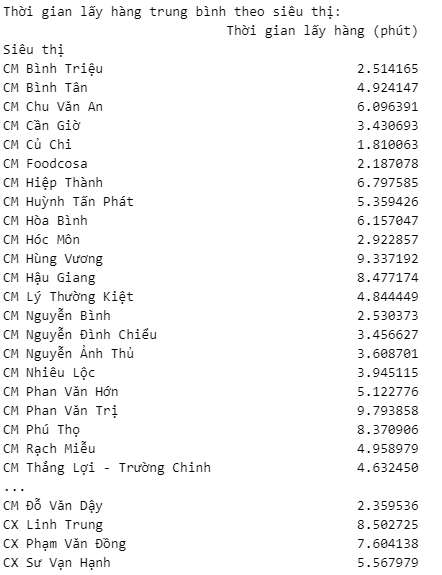 Thời gian lấy hàng trung bình theo siêu thị:
Thời gian lấy hàng (phút)
Siêu thị
CM Bình Triệu 2.514165
CM Bình Tân 4.924147
CM Chu Văn An 6.096391
CM Cần Giờ 3.430693
CM Củ Chi 1.810063
CM Foodcosa 2.187078
CM Hiệp Thành 6.797585
CM Huỳnh Tấn Phát 5.359426
CM Hòa Bình 6.157047
CM Hóc Môn 2.922857
CM Hùng Vương 9.337192
CM Hậu Giang 8.477174
CM Lý Thường Kiệt 4.844449
CM Nguyễn Bình 2.530373
CM Nguyễn Đình Chiểu 3.456627
CM Nguyễn Ảnh Thủ 3.608701
CM Nhiêu Lộc 3.945115
CM Phan Văn Hớn 5.122776
CM Phan Văn Trị 9.793858
CM Phú Thọ 8.370906
CM Rạch Miễu 4.958979
CM Thắng Lợi - Trường Chinh 4.632450
...
CM Đỗ Văn Dậy 2.359536
CX Linh Trung 8.502725
CX Phạm Văn Đồng 7.604138
CX Sư Vạn Hạnh 5.567979